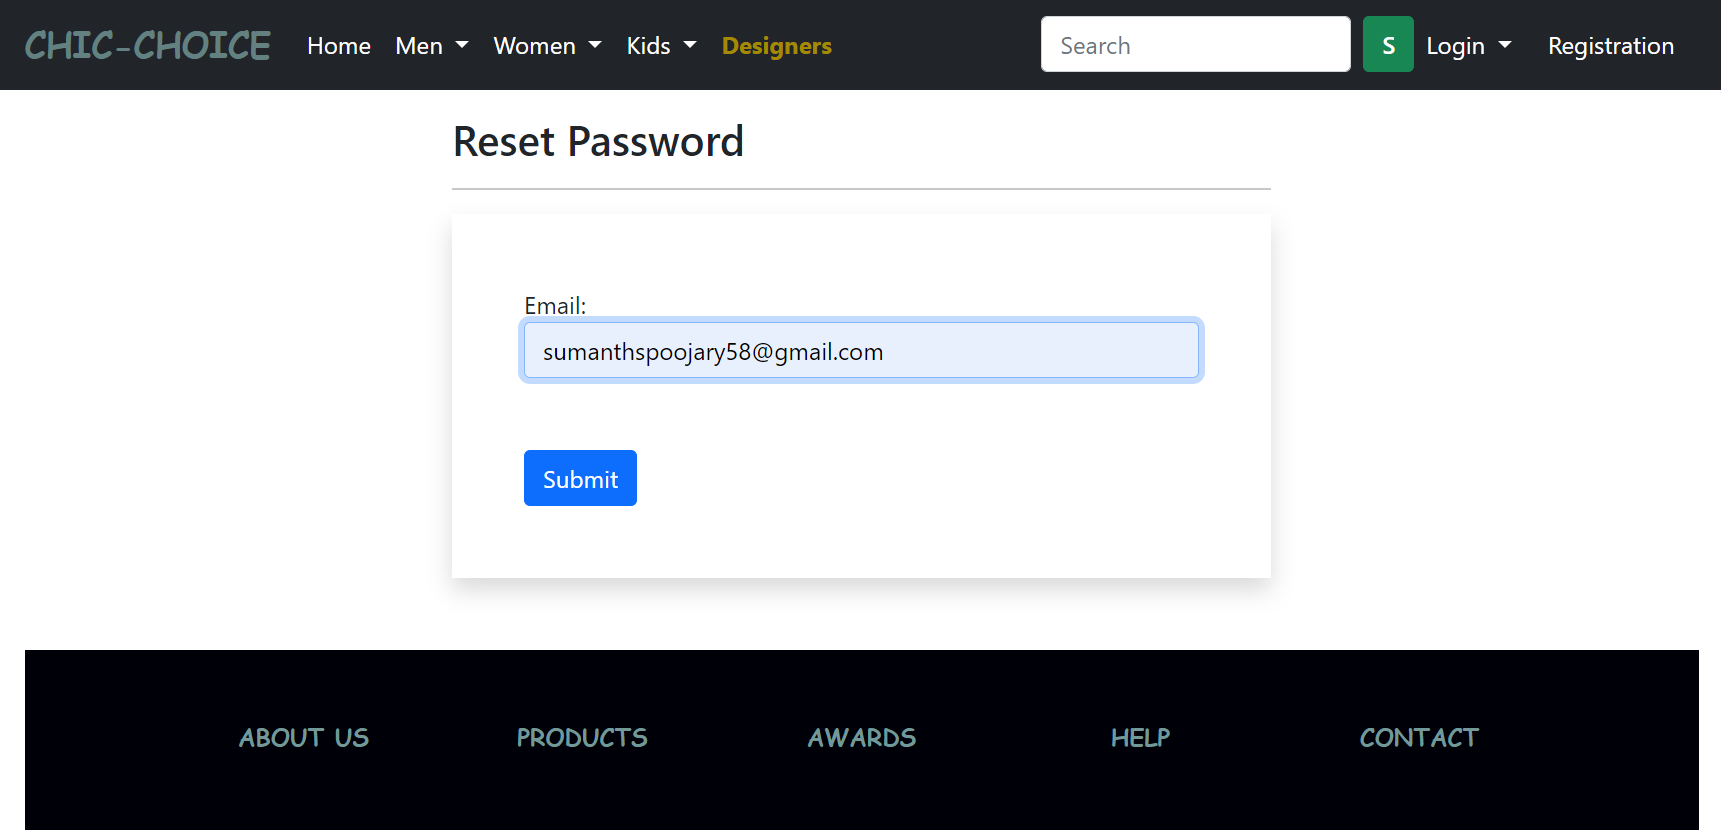 CHIC-CHOICE Home Men Women Kids Designers Search S Login Registration
Reset Password
Email:
sumanthspoojary58@gmail.com
Submit
ABOUT US PRODUCTS AWARDS HELP CONTACT